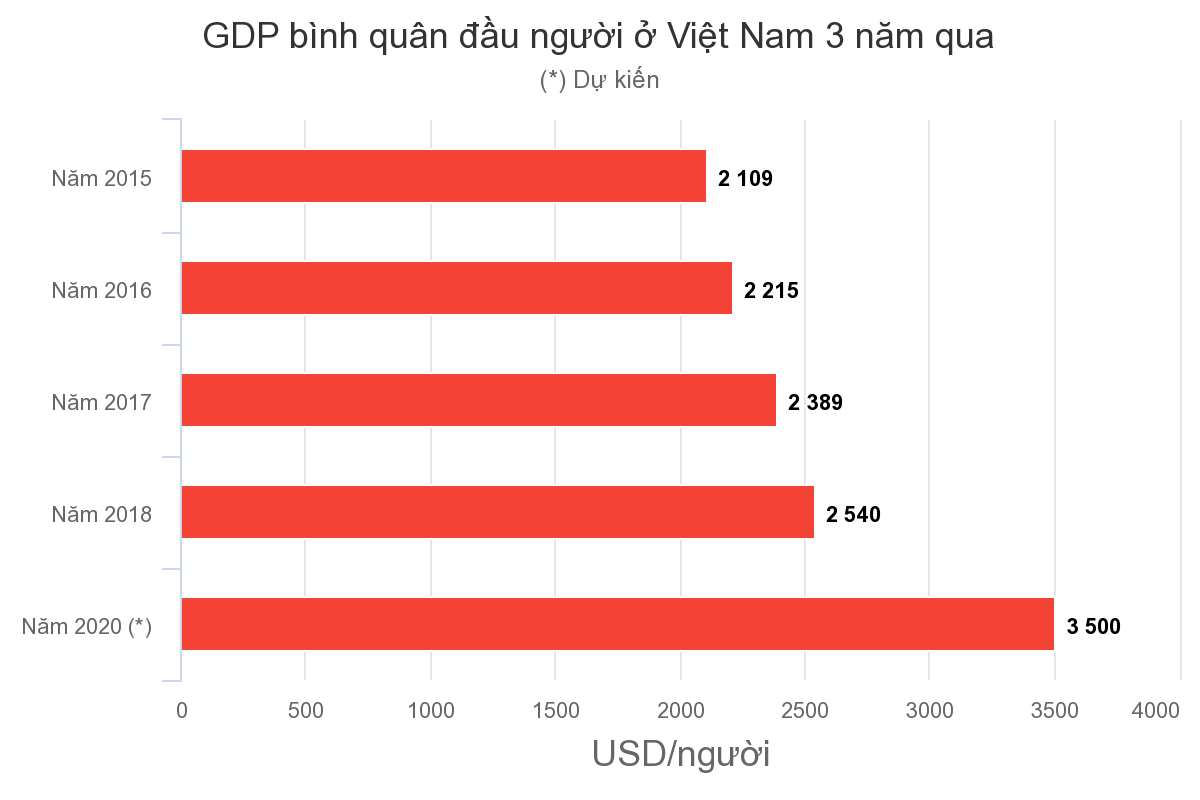 GDP bình quân đầu người ở Việt Nam 3 năm qua
(*) Dự kiến
Năm 2015 2 109
Năm 2016 2 215
Năm 2017 2 389
Năm 2018 2 540
Năm 2020 (*) 3 500
0 500 1000 1500 2000 2500 3000 3500 4000
USD/người